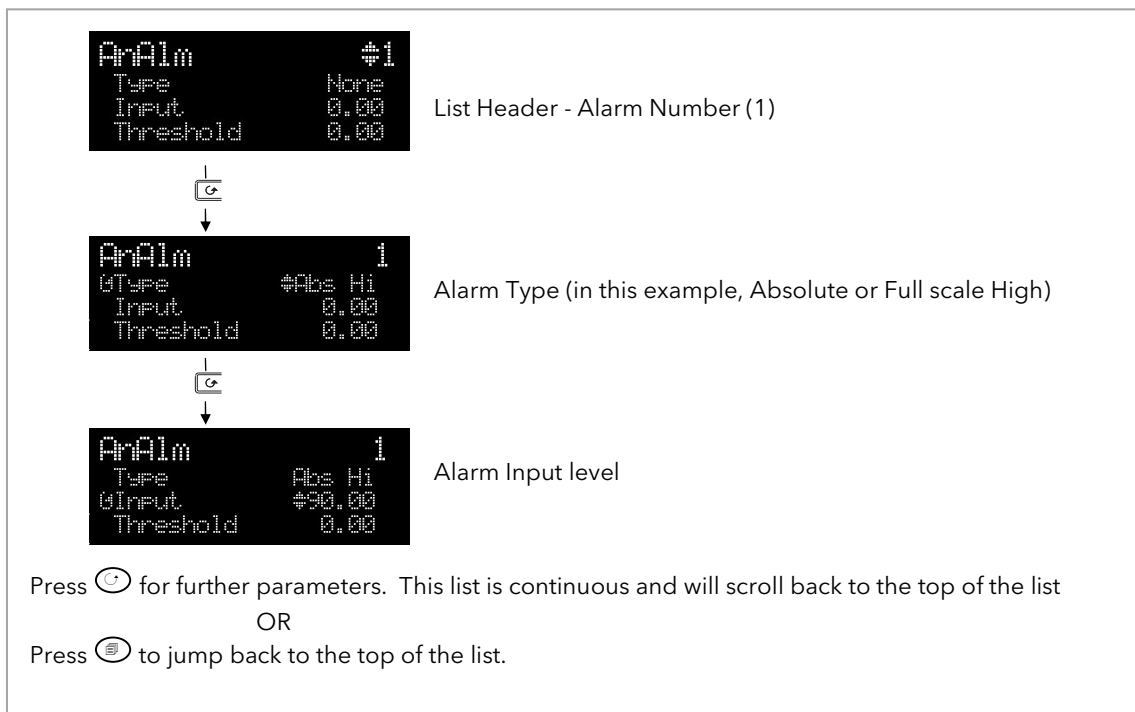 AnAlm 1
Type None
Input 0.00
Threshold 0.00
List Header - Alarm Number (1)
AnAlm 1
Type Abs Hi
Input 0.00
Threshold 0.00
Alarm Type (in this example, Absolute or Full scale High)
AnAlm 1
Type Abs Hi
Input 90.00
Threshold 0.00
Alarm Input level
Press for further parameters. This list is continuous and will scroll back to the top of the list
OR
Press to jump back to the top of the list.